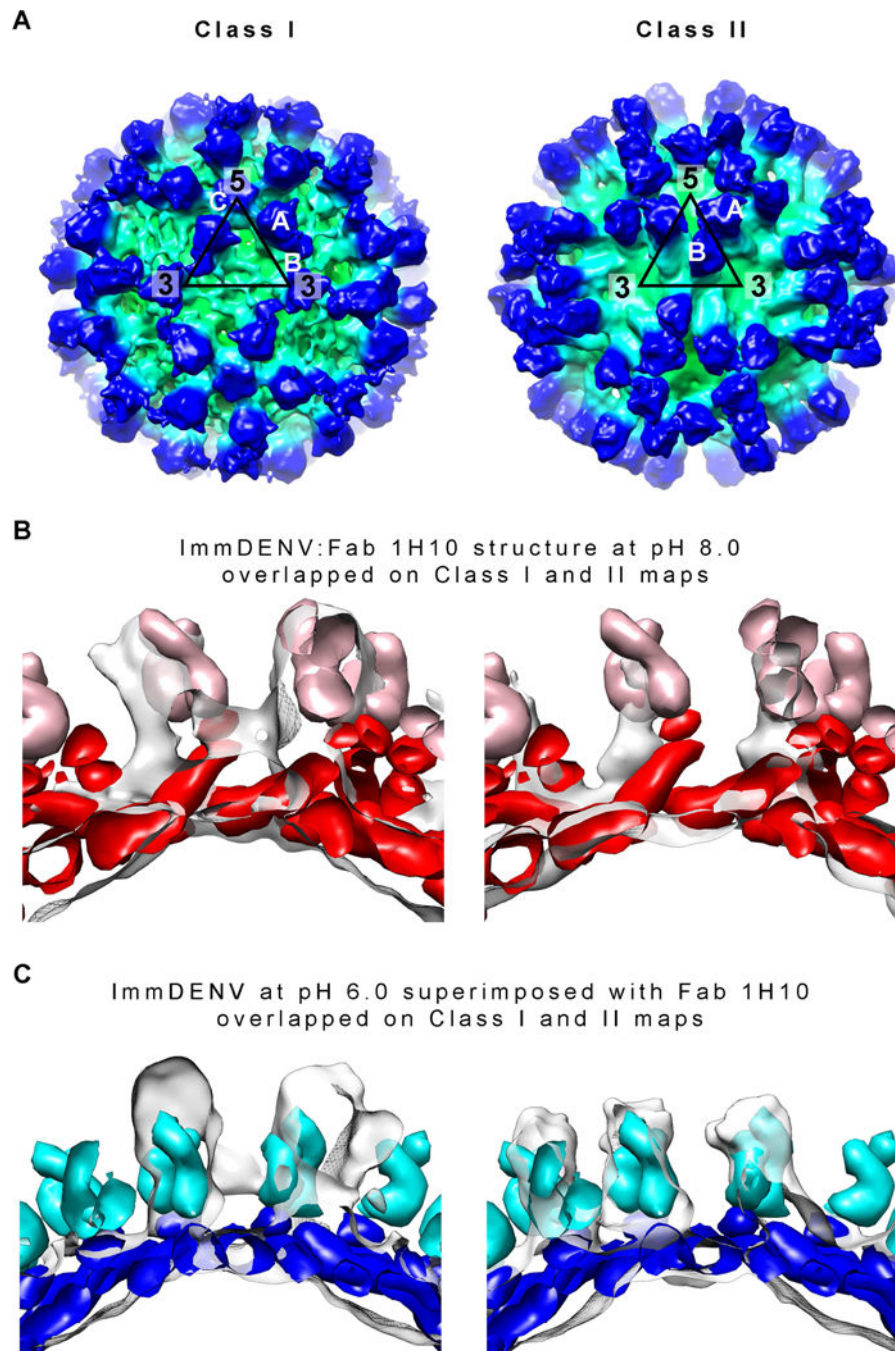 A
Class I
Class II
5
C
A
B
3
3
5
A
B
3
3
B
ImmDENV:Fab 1H10 structure at pH 8.0
overlapped on Class I and II maps
C
ImmDENV at pH 6.0 superimposed with Fab 1H10
overlapped on Class I and II maps